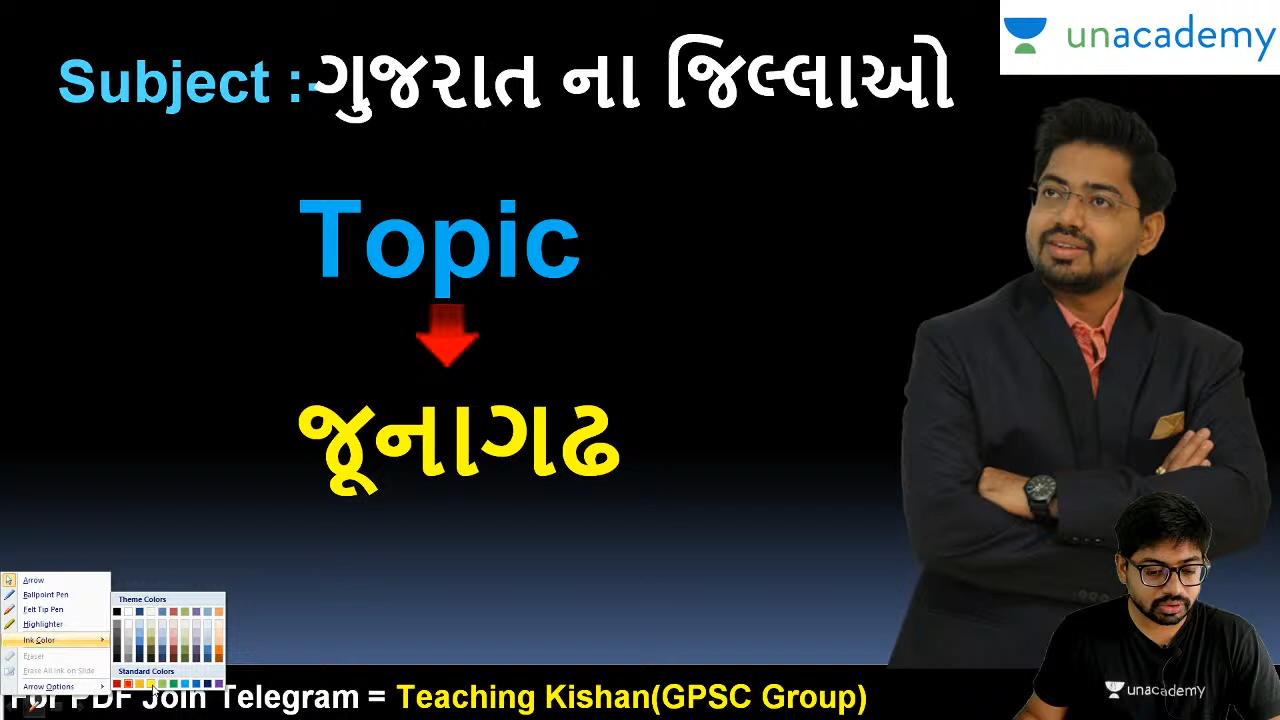 unacademy
Subject :-ગુજરાત ના જિલ્લાઓ
Topic
જૂનાગઢ
Arrow
Ballpoint Pen
Felt Tip Pen
Highlighter
Ink Color
Eraser
Erase All Ink on Slide
Arrow Options
Theme Colors
Standard Colors
unacademy
For PDF Join Telegram = Teaching Kishan(GPSC Group)